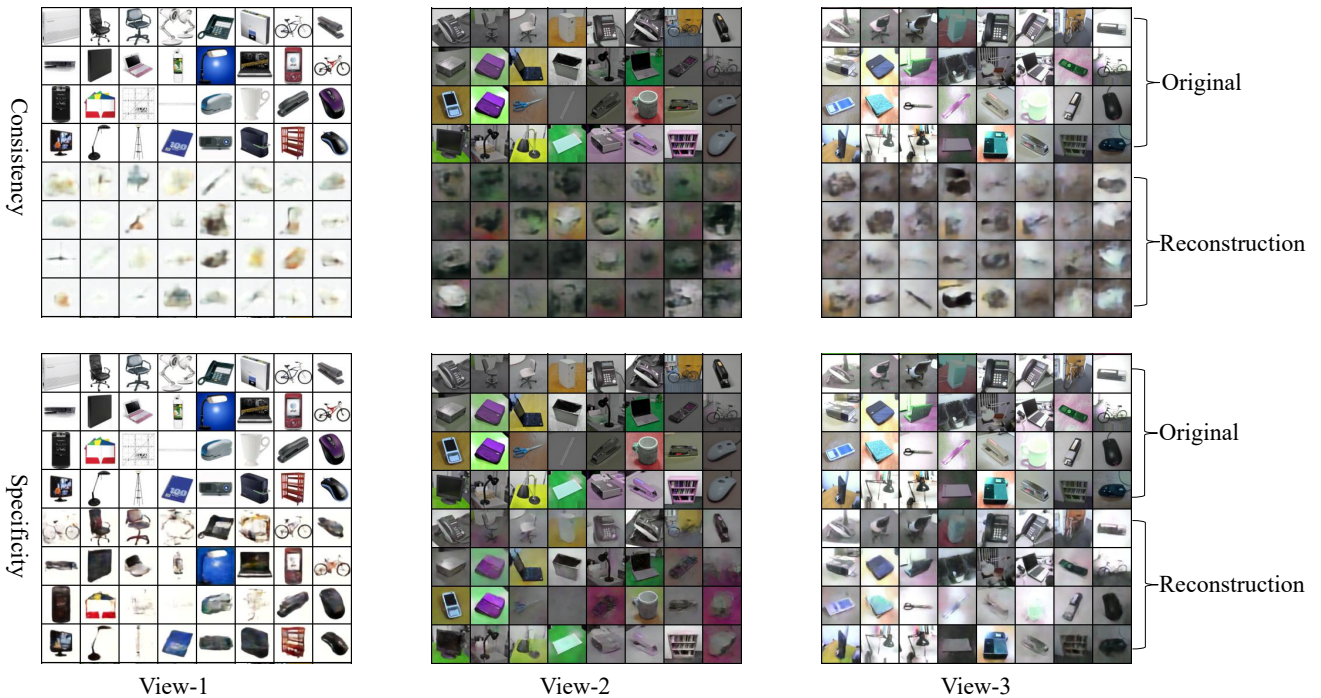 Consistency
Original
Reconstruction
Specificity
Original
Reconstruction
View-1
View-2
View-3